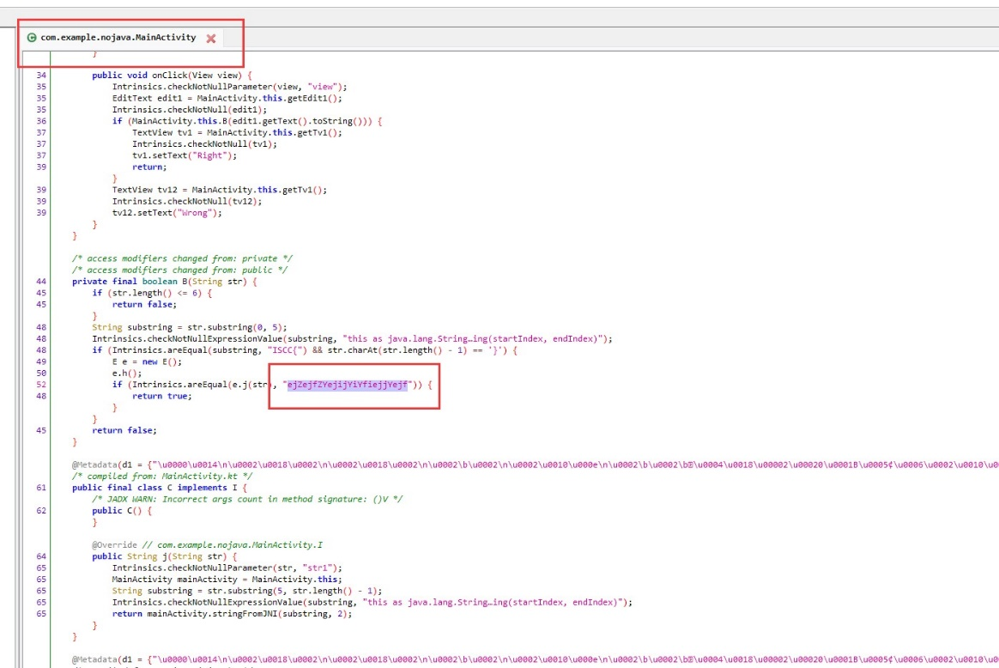 com.example.nojava.MainActivity
}
34 public void onClick(View view) {
35 Intrinsics.checkNotNullParameter(view, "view");
35 EditText edit1 = MainActivity.this.getEdit1();
35 Intrinsics.checkNotNull(edit1);
36 if (MainActivity.this.B(edit1.getText().toString())) {
37 TextView tv1 = MainActivity.this.getTv1();
37 Intrinsics.checkNotNull(tv1);
37 tv1.setText("Right");
39 return;
}
39 TextView tv12 = MainActivity.this.getTv1();
39 Intrinsics.checkNotNull(tv12);
39 tv12.setText("Wrong");
}
}
/* access modifiers changed from: private */
/* access modifiers changed from: public */
44 private final boolean B(String str) {
45 if (str.length() <= 6) {
45 return false;
}
48 String substring = str.substring(0, 5);
48 Intrinsics.checkNotNullExpressionValue(substring, "this as java.lang.String…ing(startIndex, endIndex)");
48 if (Intrinsics.areEqual(substring, "ISCC{") && str.charAt(str.length() - 1) == '}') {
49 E e = new E();
50 e.h();
52 if (Intrinsics.areEqual(e.j(str), "ejZejfZYejijYiYfiejjYejf")) {
48 return true;
}
}
45 return false;
}
@Metadata(d1 = {"\u0000\u0014\n\u0002\u0018\u0002\n\u0002\u0018\u0002\n\u0002\b\u0002\n\u0002\u0010\u000e\n\u0002\b\u0002\b\u0004\u0018\u00002\u00020\u0001B\u0005¢\u0006\u0002\u0010\u0
/* compiled from: MainActivity.kt */
61 public final class C implements I {
/* JADX WARN: Incorrect args count in method signature: ()V */
62 public C() {
}
@Override // com.example.nojava.MainActivity.I
64 public String j(String str) {
65 Intrinsics.checkNotNullParameter(str, "str1");
65 MainActivity mainActivity = MainActivity.this;
65 String substring = str.substring(5, str.length() - 1);
65 Intrinsics.checkNotNullExpressionValue(substring, "this as java.lang.String…ing(startIndex, endIndex)");
65 return mainActivity.stringFromJNI(substring, 2);
}
}
@Metadata(d1 = {"\u0000\u0014\n\u0002\u0018\u0002\n\u0002\u0018\u0002\n\u0002\b\u0002\n\u0002\u0010\u000e\n\u0002\b\u0002\b\u0004\u0018\u00002\u00020\u0001B\u0005¢\u0006\u0002\u0010\u0